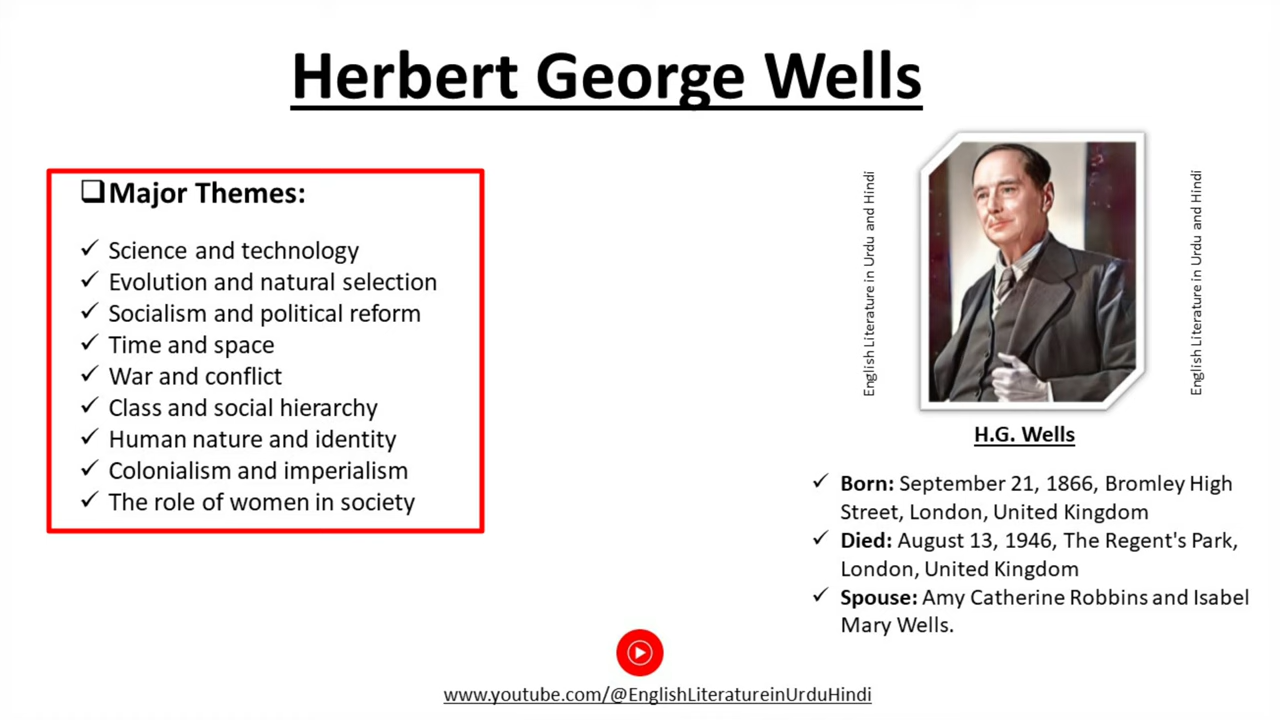 Herbert George Wells
❑Major Themes:
✓ Science and technology
✓ Evolution and natural selection
✓ Socialism and political reform
✓ Time and space
✓ War and conflict
✓ Class and social hierarchy
✓ Human nature and identity
✓ Colonialism and imperialism
✓ The role of women in society
English Literature in Urdu and Hindi
English Literature in Urdu and Hindi
H.G. Wells
✓ Born: September 21, 1866, Bromley High
Street, London, United Kingdom
✓ Died: August 13, 1946, The Regent's Park,
London, United Kingdom
✓ Spouse: Amy Catherine Robbins and Isabel
Mary Wells.
www.youtube.com/@EnglishLiteratureinUrduHindi